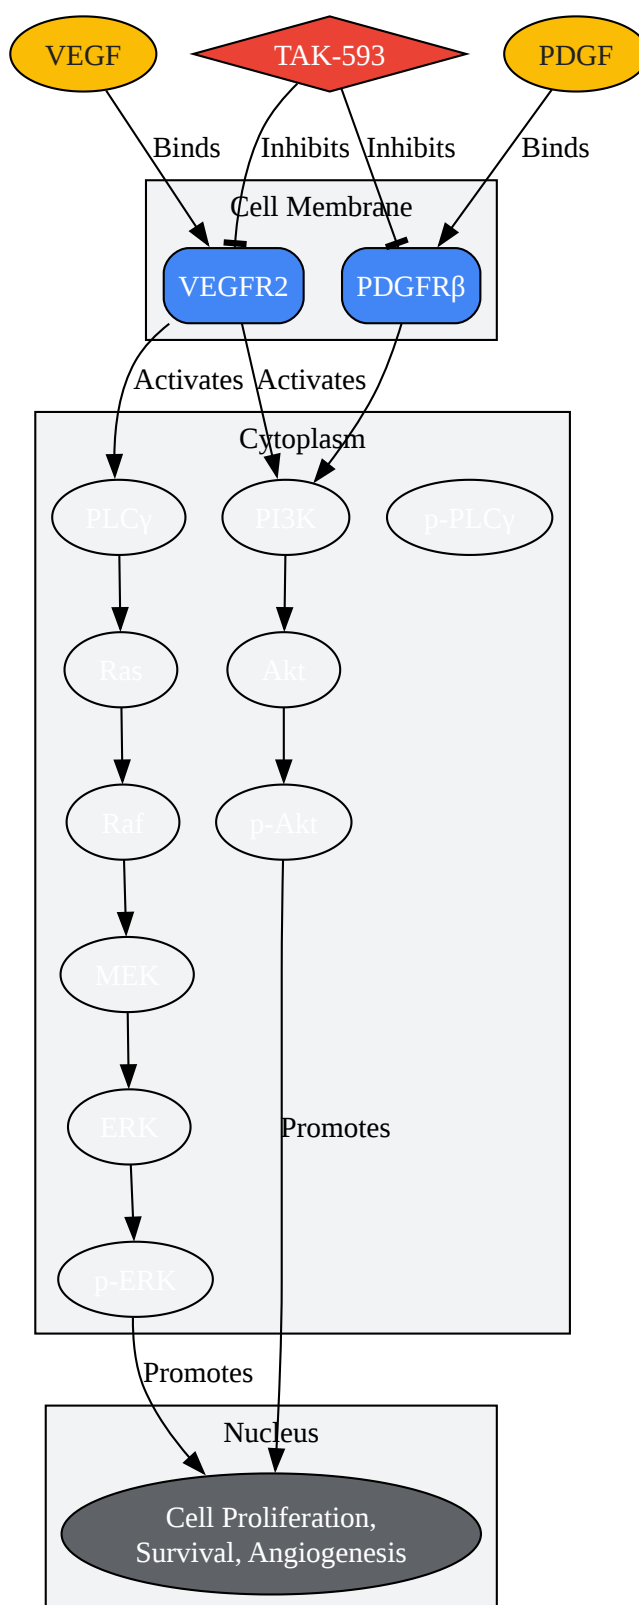 VEGF
TAK-593
PDGF
Binds
Inhibits
Inhibits
Binds
Cell Membrane
VEGFR2
PDGFRβ
Activates
Activates
Cytoplasm
PLCγ
PI3K
p-PLCγ
Ras
Akt
Raf
p-Akt
MEK
ERK
Promotes
p-ERK
Promotes
Nucleus
Cell Proliferation,
Survival, Angiogenesis